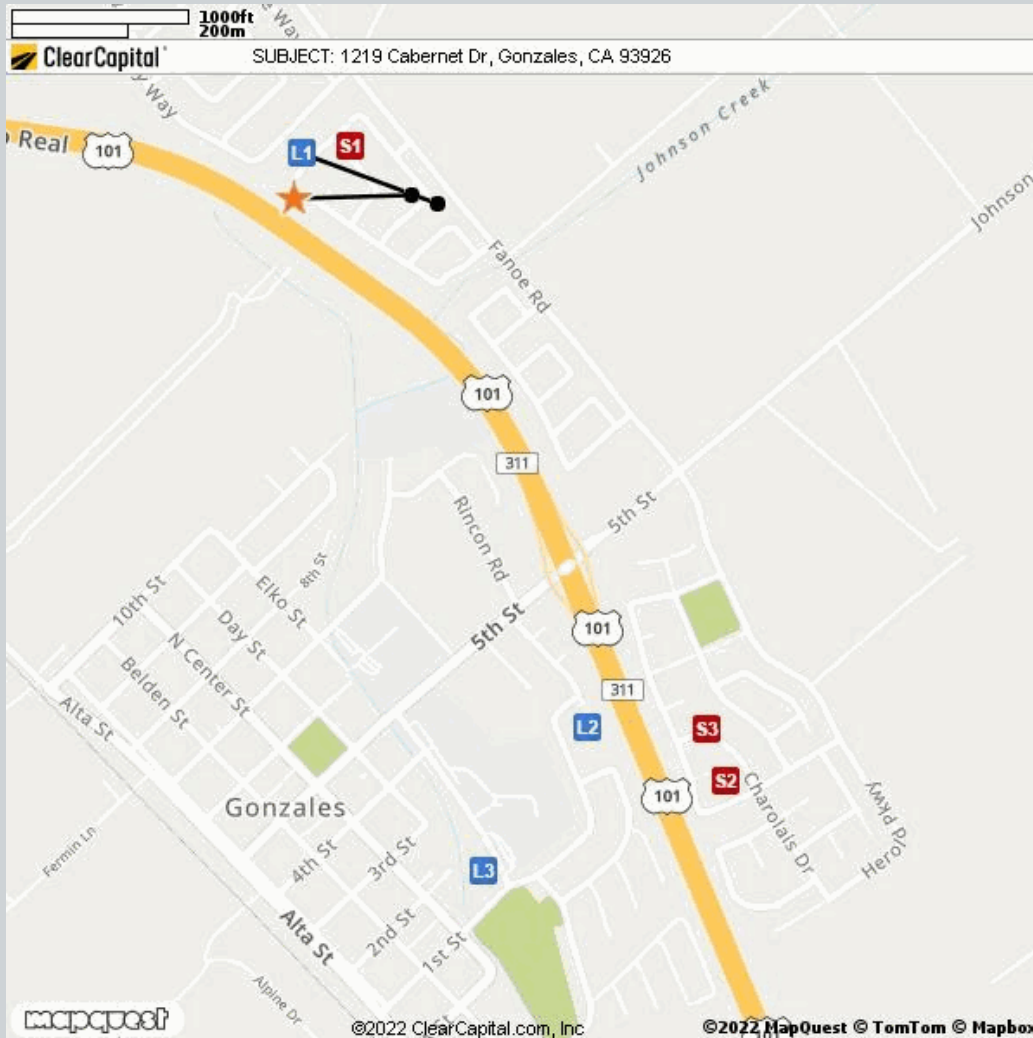 1000ft
200m
ClearCapital
SUBJECT: 1219 Cabernet Dr, Gonzales, CA 93926
e Way
y Way
o Real
101
L1
S1
Johnson Creek
Johnson
Fanoe Rd
101
311
5th St
Rincon Rd
8th St
Elko St
10th St
Day St
5th St
101
N Center St
Belden St
311
Alta St
L2
S3
S2
101
Charolais Dr
Herold Pkwy
Gonzales
Fermin Ln
4th St
3rd St
L3
Alta St
2nd St
1st St
Alpine Dr
St
mapquest
©2022 ClearCapital.com, Inc
©2022 MapQuest © TomTom © Mapbox